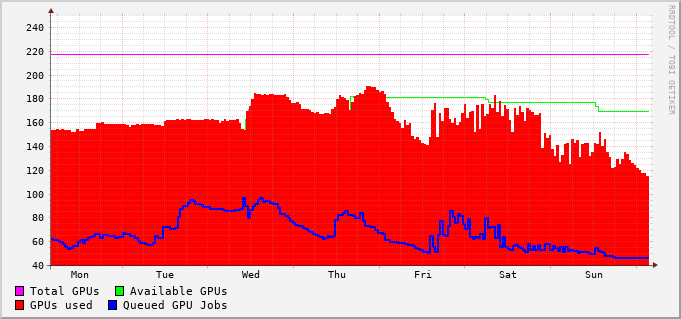 RRDTOOL / TOBI OETIKER
240
220
200
180
160
140
120
100
80
60
40
Mon Tue Wed Thu Fri Sat Sun
Total GPUs Available GPUs
GPUs used Queued GPU Jobs